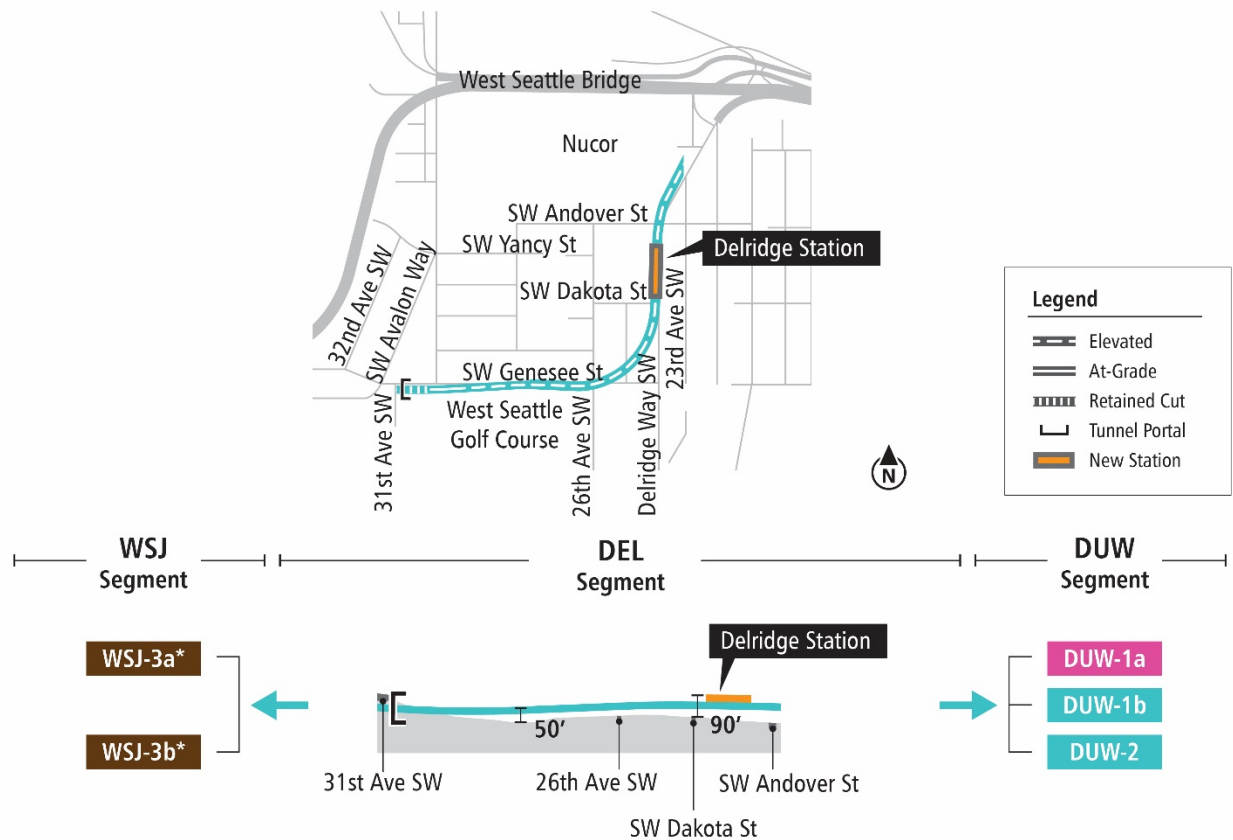 West Seattle Bridge
Nucor
SW Andover St
SW Yancy St
Delridge Station
SW Dakota St
32nd Ave SW
SW Avalon Way
23rd Ave SW
SW Genesee St
West Seattle
Golf Course
31st Ave SW
26th Ave SW
Delridge Way SW
N
Legend
Elevated
At-Grade
Retained Cut
Tunnel Portal
New Station
WSJ
Segment
DEL
Segment
DUW
Segment
WSJ-3a*
WSJ-3b*
Delridge Station
50′
90′
31st Ave SW
26th Ave SW
SW Andover St
SW Dakota St
DUW-1a
DUW-1b
DUW-2